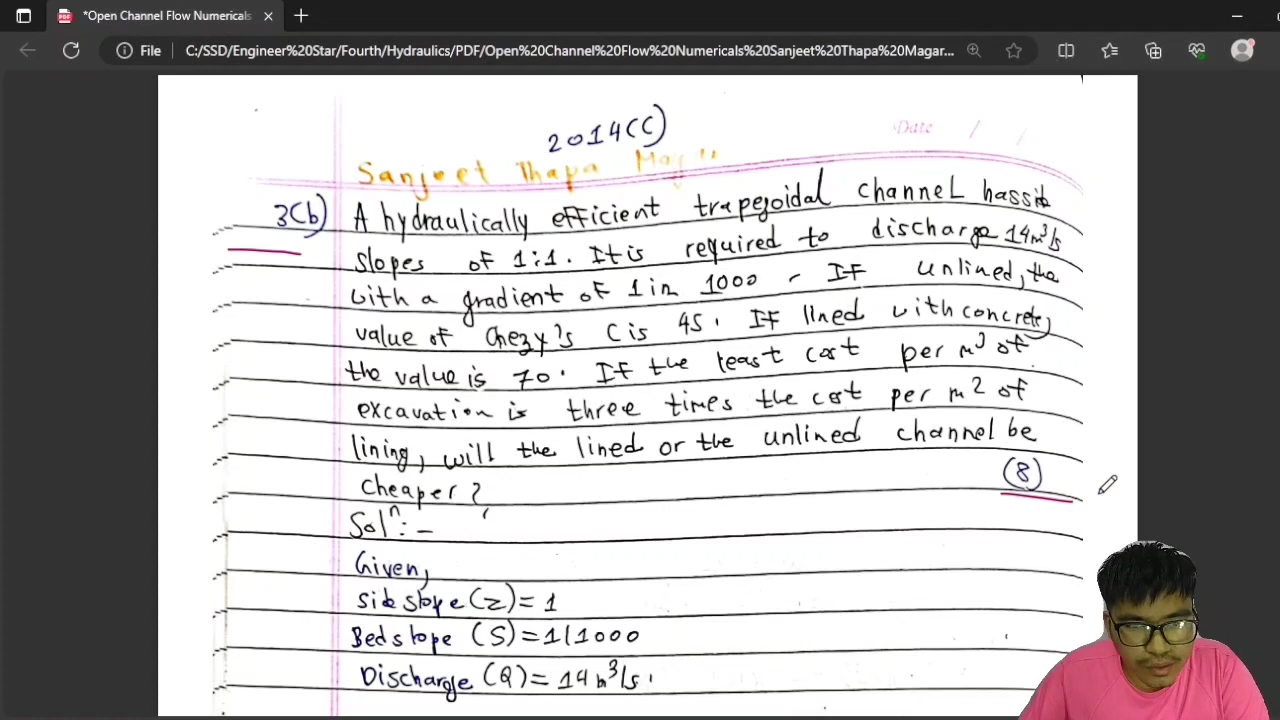 *Open Channel Flow Numericals
File
C:/SSD/Engineer%20Star/Fourth/Hydraulics/PDF/Open%20Channel%20Flow%20Numericals%20Sanjeet%20Thapa%20Magar...
2014(C)
Date / /
Sanjeet Thapa
3(b) A hydraulically efficient trapezoidal channel has side
slopes of 1:1. It is required to discharge 14m³/s
with a gradient of 1 in 1000. If unlined, the
value of Chezy's C is 45. If lined with concrete,
the value is 70. If the least cost per m³ of
excavation is three times the cost per m² of
lining, will the lined or the unlined channel be
cheaper? (8)
Solⁿ:-
Given,
Side slope (z) = 1
Bed slope (S) = 1/1000
Discharge (Q) = 14m³/s.